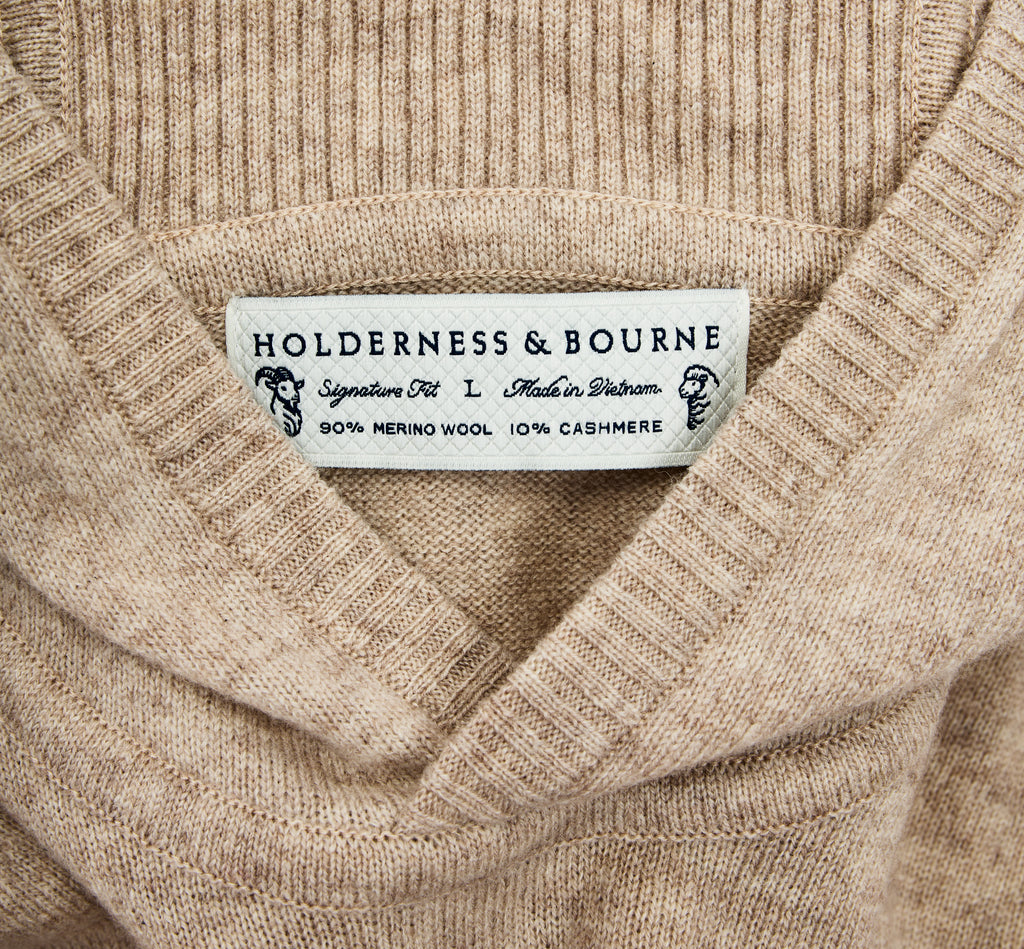 HOLDERNESS & BOURNE
Signature Fit L Made in Vietnam
90% MERINO WOOL 10% CASHMERE